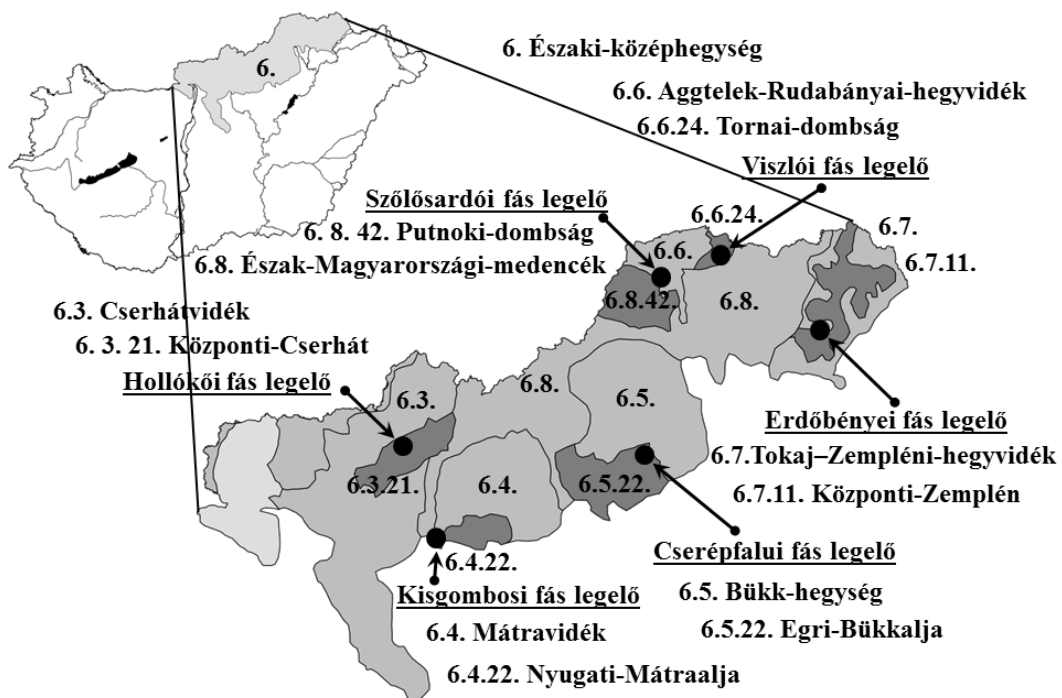 6.
6. Északi-középhegység
6.6. Aggtelek-Rudabányai-hegyvidék
6.6.24. Tornai-dombság
Viszlói fás legelő
Szőlősardói fás legelő
6. 8. 42. Putnoki-dombság
6.8. Észak-Magyarországi-medencék
6.6.24.
6.6.
6.7.
6.7.11.
6.8.42.
6.8.
6.3. Cserhátvidék
6. 3. 21. Központi-Cserhát
Hollókői fás legelő
6.3.
6.8.
6.5.
6.3.21.
6.4.
6.5.22.
Erdőbényei fás legelő
6.7.Tokaj–Zempléni-hegyvidék
6.7.11. Központi-Zemplén
6.4.22.
Kisgombosi fás legelő
6.4. Mátravidék
6.4.22. Nyugati-Mátraalja
Cserépfalui fás legelő
6.5. Bükk-hegység
6.5.22. Egri-Bükkalja